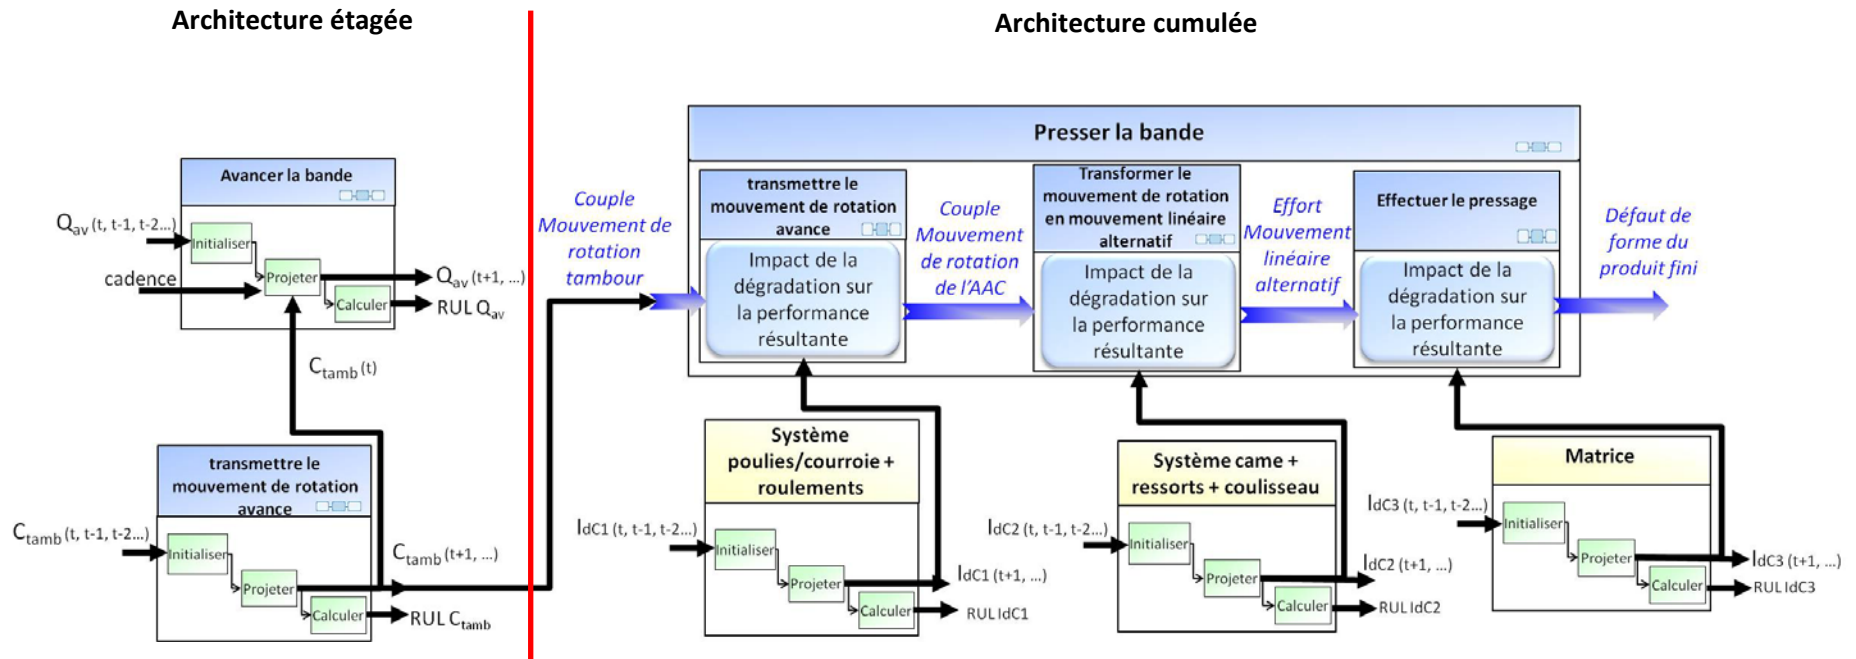 Architecture étagée
Architecture cumulée
Avancer la bande
Q_av (t, t-1, t-2...)
Initialiser
cadence
Projeter
Q_av (t+1, ...)
Calculer
RUL Q_av
C_tamb (t)
transmettre le
mouvement de rotation
avance
C_tamb (t, t-1, t-2...)
Initialiser
C_tamb (t+1, ...)
Projeter
Calculer
RUL C_tamb
Presser la bande
Couple
Mouvement de
rotation
tambour
transmettre le
mouvement de rotation
avance
Impact de la
dégradation sur
la performance
résultante
Couple
Mouvement
de rotation
de l'AAC
Transformer le
mouvement de rotation
en mouvement linéaire
alternatif
Impact de la
dégradation sur
la performance
résultante
Effort
Mouvement
linéaire
alternatif
Effectuer le pressage
Impact de la
dégradation sur
la performance
résultante
Défaut de
forme du
produit fini
Système
poulies/courroie +
roulements
IdC1 (t, t-1, t-2...)
Initialiser
Projeter
IdC1 (t+1, ...)
Calculer
RUL IdC1
Système came +
ressorts + coulisseau
IdC2 (t, t-1, t-2...)
Initialiser
Projeter
IdC2 (t+1, ...)
Calculer
RUL IdC2
Matrice
IdC3 (t, t-1, t-2...)
Initialiser
Projeter
IdC3 (t+1, ...)
Calculer
RUL IdC3